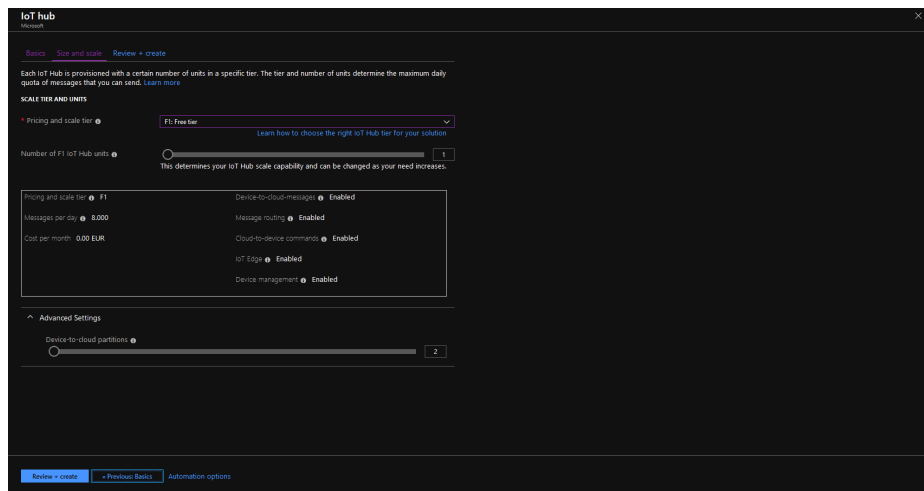 IoT hub
Microsoft
Basics Size and scale Review + create
Each IoT Hub is provisioned with a certain number of units in a specific tier. The tier and number of units determine the maximum daily
quota of messages that you can send. Learn more
SCALE TIER AND UNITS
* Pricing and scale tier F1: Free tier
Learn how to choose the right IoT Hub tier for your solution
Number of F1 IoT Hub units 1
This determines your IoT Hub scale capability and can be changed as your need increases.
Pricing and scale tier F1 Device-to-cloud-messages Enabled
Messages per day 8.000 Message routing Enabled
Cost per month 0.00 EUR Cloud-to-device commands Enabled
IoT Edge Enabled
Device management Enabled
Advanced Settings
Device-to-cloud partitions
2
Review + create « Previous: Basics Automation options